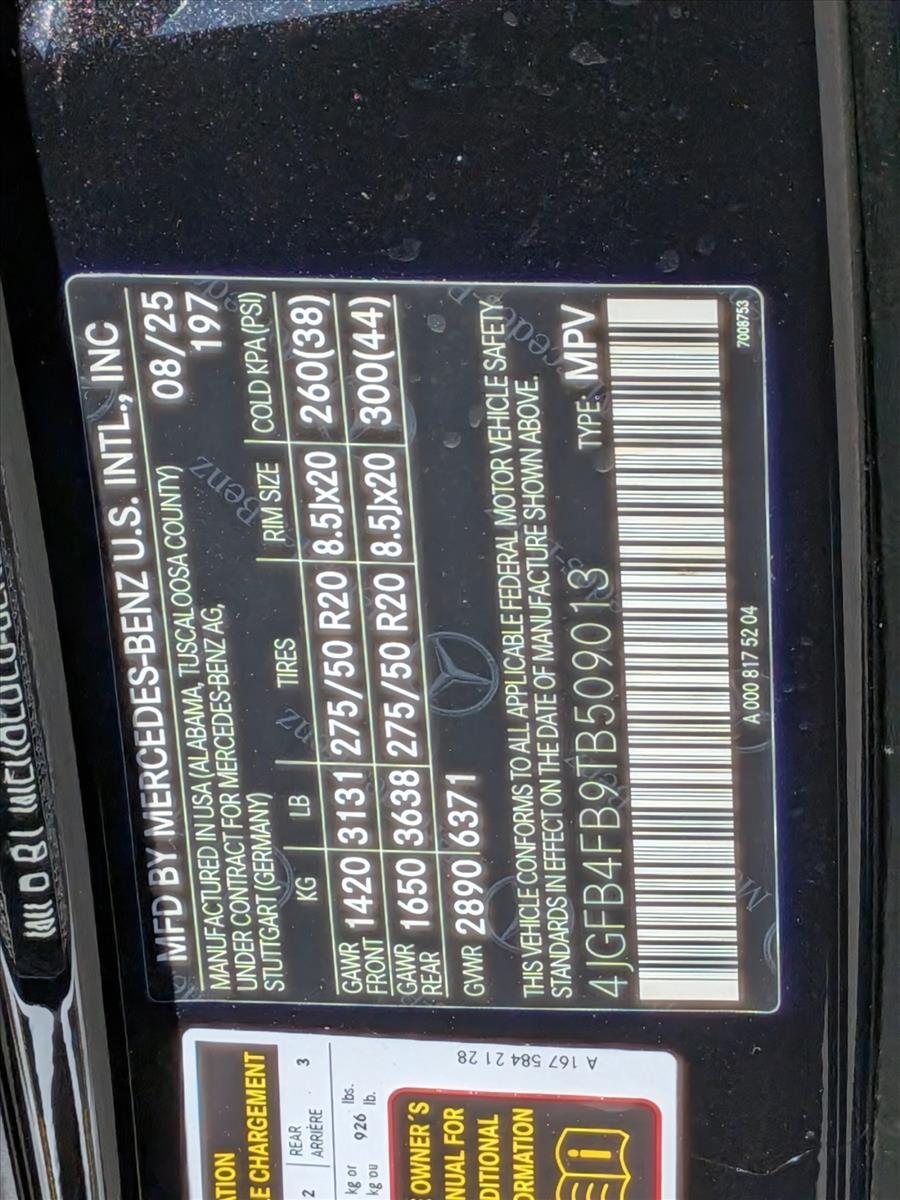 MFD BY MERCEDES-BENZ U.S. INTL., INC
MANUFACTURED IN USA (ALABAMA, TUSCALOOSA COUNTY) 08/25
UNDER CONTRACT FOR MERCEDES-BENZ AG, 197
STUTTGART (GERMANY)
KG LB TIRES RIM SIZE COLD KPA (PSI)
GAWR FRONT 1420 3131 275/50 R20 8.5Jx20 260(38)
GAWR REAR 1650 3638 275/50 R20 8.5Jx20 300(44)
GVWR 2890 6371
THIS VEHICLE CONFORMS TO ALL APPLICABLE FEDERAL MOTOR VEHICLE SAFETY
STANDARDS IN EFFECT ON THE DATE OF MANUFACTURE SHOWN ABOVE.
4JGFB4FB9TB509013 TYPE: MPV
A 000 817 52 04 7008753
Benz
ATION
E CHARGEMENT
2 REAR 3
ARRIÈRE
kg or 926 lbs.
kg ou lb.
OWNER'S
NUAL FOR
DITIONAL
ORMATION
A 167 584 21 28